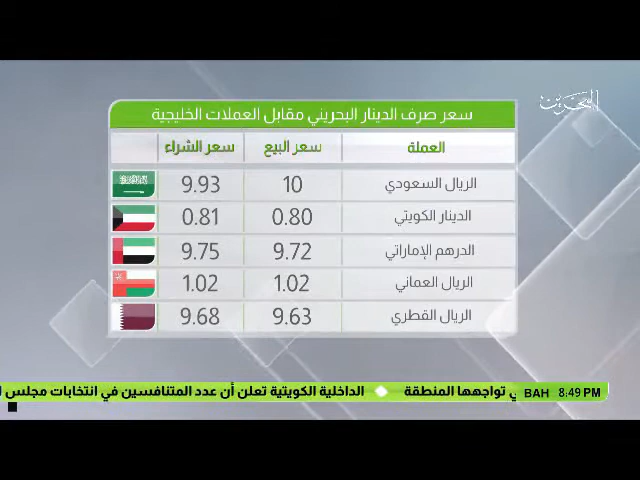 البحرين
سعر صرف الدينار البحريني مقابل العملات الخليجية
العملة سعر البيع سعر الشراء
الريال السعودي 10 9.93
الدينار الكويتي 0.80 0.81
الدرهم الإماراتي 9.72 9.75
الريال العماني 1.02 1.02
الريال القطري 9.63 9.68
ي تواجهها المنطقة الداخلية الكويتية تعلن أن عدد المتنافسين في انتخابات مجلس ا
BAH 8:49 PM